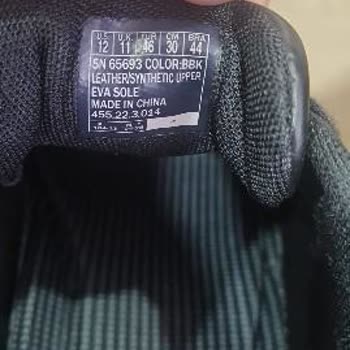 U.S. U.K. EUR CM BRA
12 11 46 30 44
SN 65693 COLOR:BBK
LEATHER/SYNTHETIC UPPER
EVA SOLE
MADE IN CHINA
455.22.3.014